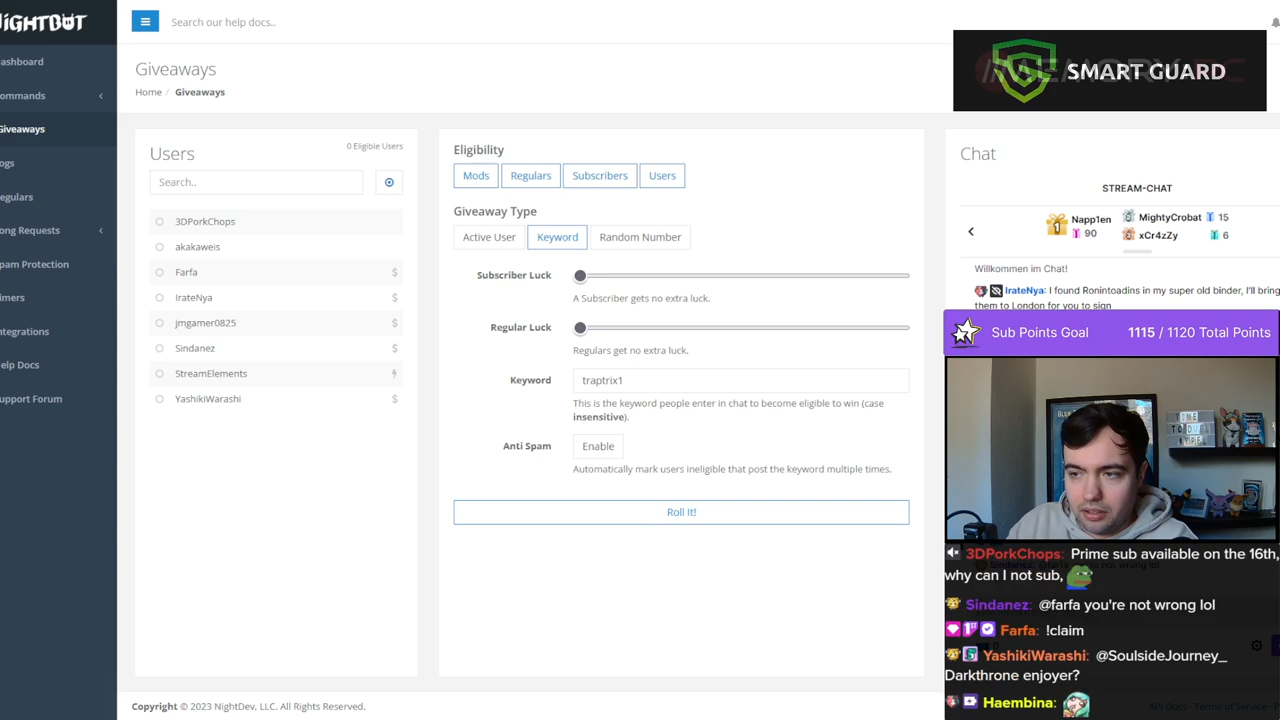 NIGHTBOT
Search our help docs..
SMART GUARD
Dashboard
Commands
Giveaways
Logs
Regulars
Song Requests
Spam Protection
Timers
Integrations
Help Docs
Support Forum
Giveaways
Home / Giveaways
Users
0 Eligible Users
Search..
3DPorkChops
akakaweis
Farfa
IrateNya
jmgamer0825
Sindanez
StreamElements
YashikiWarashi
Eligibility
Mods Regulars Subscribers Users
Giveaway Type
Active User Keyword Random Number
Subscriber Luck
A Subscriber gets no extra luck.
Regular Luck
Regulars get no extra luck.
Keyword traptrix1
This is the keyword people enter in chat to become eligible to win (case
insensitive).
Anti Spam Enable
Automatically mark users ineligible that post the keyword multiple times.
Roll It!
Chat
STREAM-CHAT
1 Napp1en 90
MightyCrobat 15
xCr4zZy 6
Willkommen im Chat!
IrateNya: I found Ronintoadins in my super old binder, I'll bring
them to London for you to sign
Sub Points Goal 1115 / 1120 Total Points
3DPorkChops: Prime sub available on the 16th,
why can I not sub,
Sindanez: @farfa you're not wrong lol
Farfa: !claim
YashikiWarashi: @SoulsideJourney_
Darkthrone enjoyer?
Haembina:
Copyright © 2023 NightDev, LLC. All Rights Reserved.
API Docs · Terms of Service